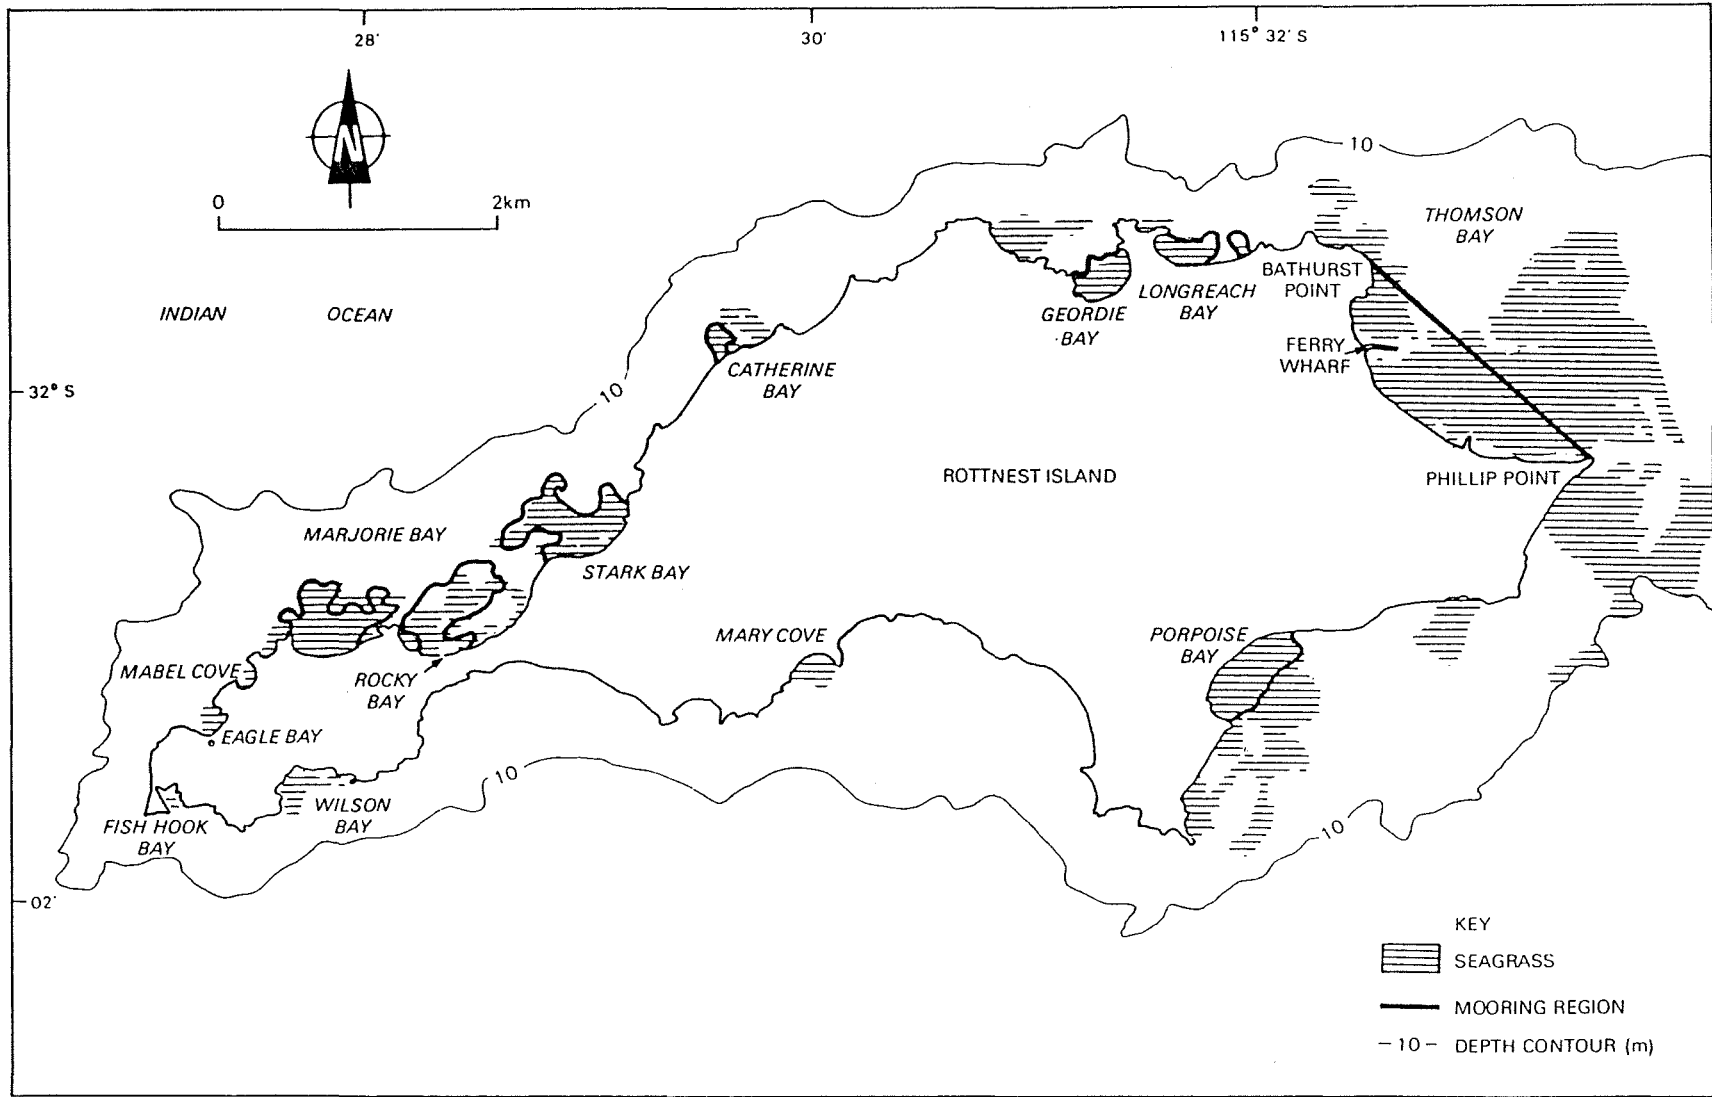 28'
30'
115° 32' S
N
0
2km
10
THOMSON
BAY
INDIAN OCEAN
BATHURST
POINT
LONGREACH
BAY
GEORDIE
BAY
FERRY
WHARF
CATHERINE
BAY
32° S
10
ROTTNEST ISLAND
PHILLIP POINT
MARJORIE BAY
STARK BAY
MARY COVE
PORPOISE
BAY
MABEL COVE
ROCKY
BAY
EAGLE BAY
10
WILSON
BAY
FISH HOOK
BAY
10
02'
KEY
SEAGRASS
MOORING REGION
-10- DEPTH CONTOUR (m)